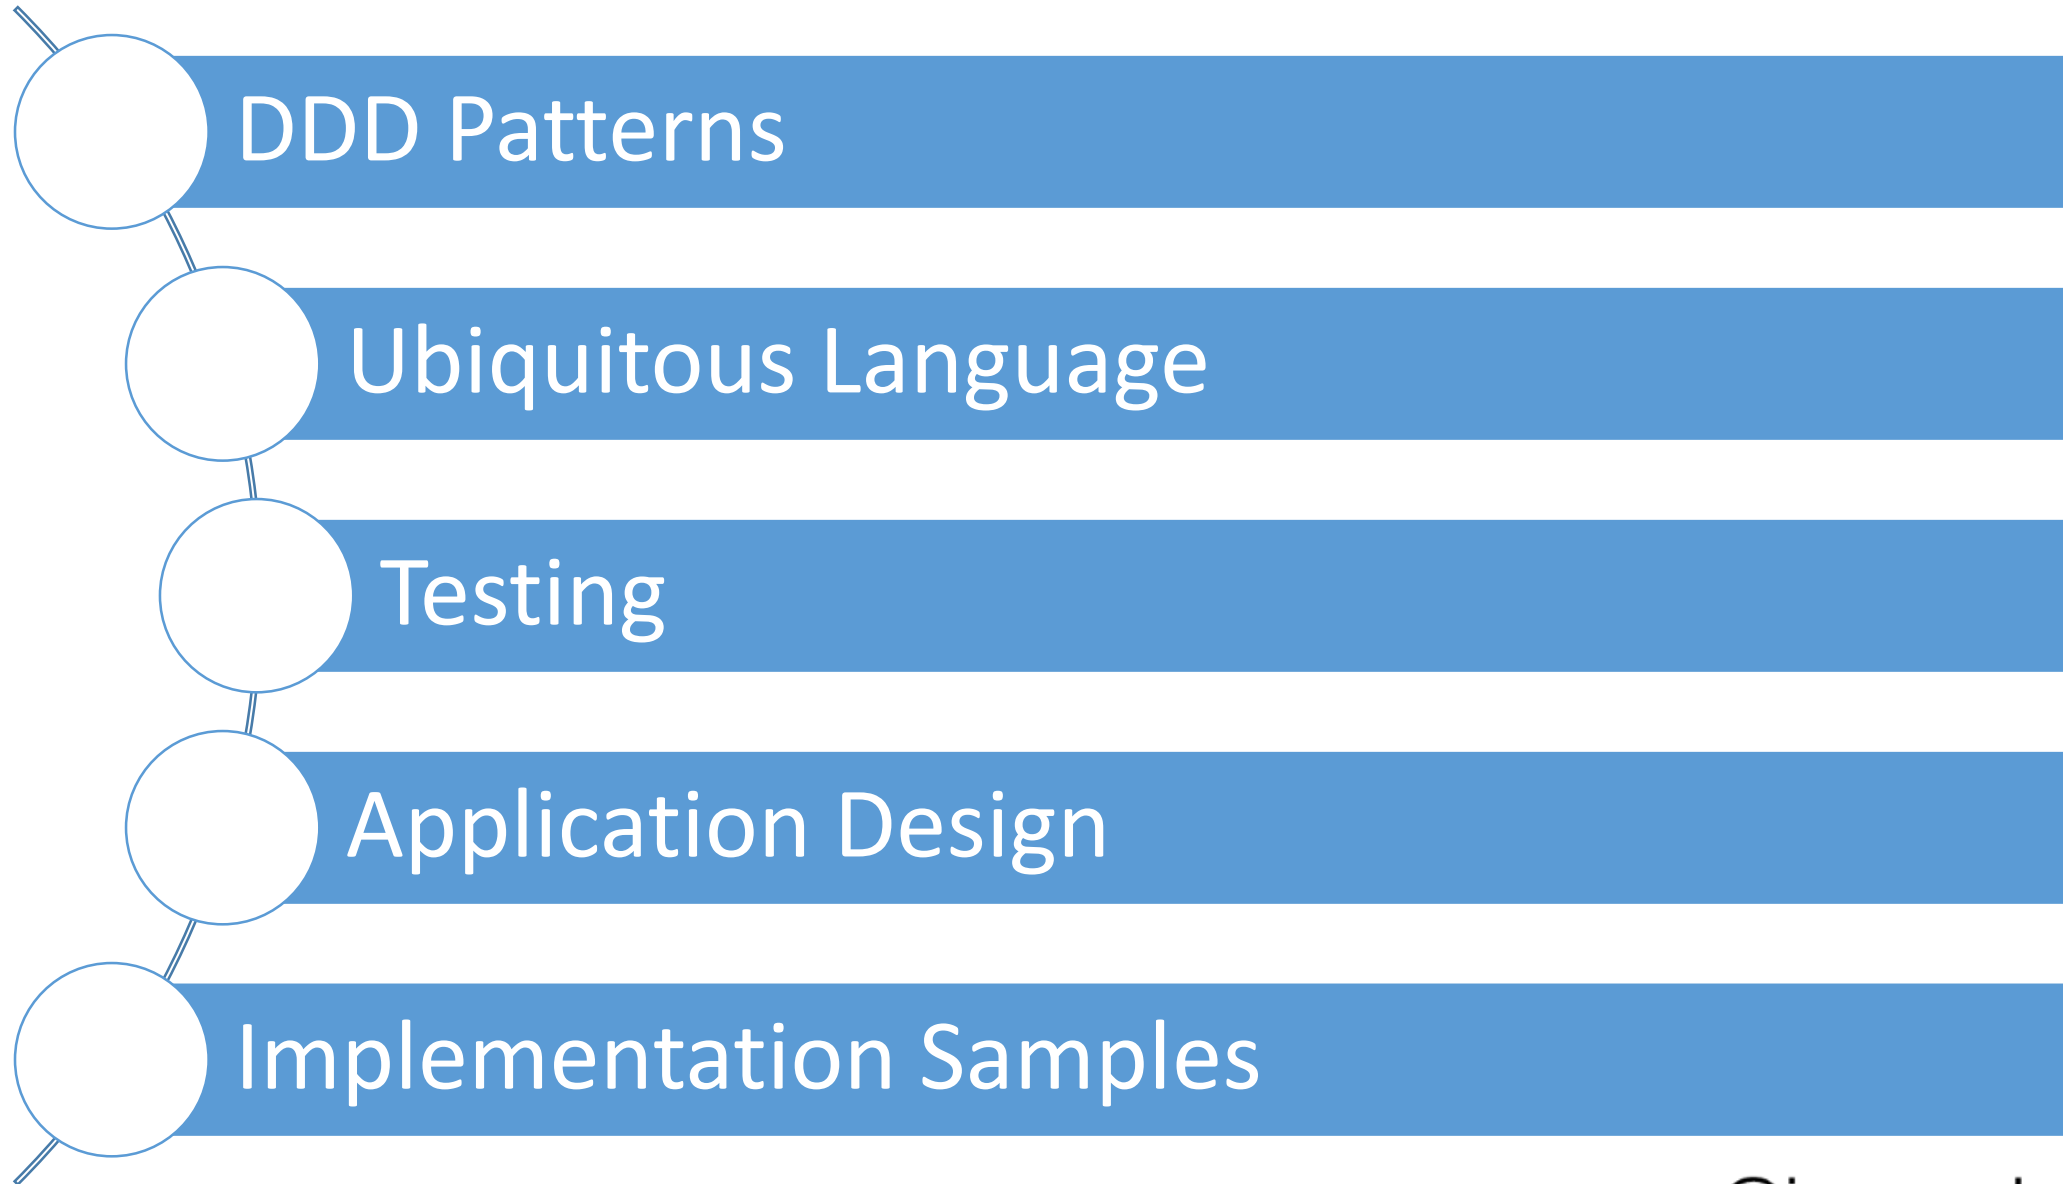 DDD Patterns
Ubiquitous Language
Testing
Application Design
Implementation Samples